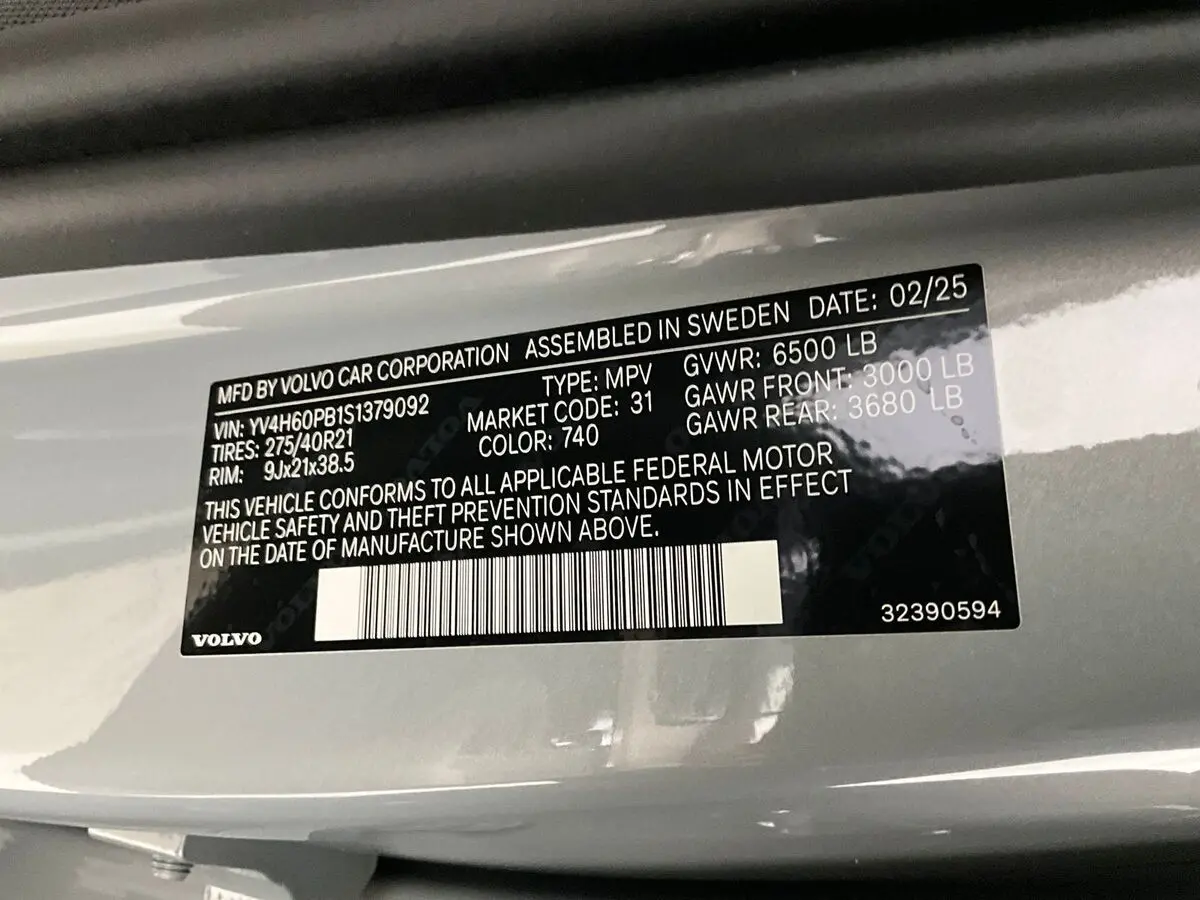 MFD BY VOLVO CAR CORPORATION ASSEMBLED IN SWEDEN DATE: 02/25
VIN: YV4H60PB1S1379092 TYPE: MPV GVWR: 6500 LB
TIRES: 275/40R21 MARKET CODE: 31 GAWR FRONT: 3000 LB
RIM: 9Jx21x38.5 COLOR: 740 GAWR REAR: 3680 LB
THIS VEHICLE CONFORMS TO ALL APPLICABLE FEDERAL MOTOR
VEHICLE SAFETY AND THEFT PREVENTION STANDARDS IN EFFECT
ON THE DATE OF MANUFACTURE SHOWN ABOVE.
VOLVO 32390594